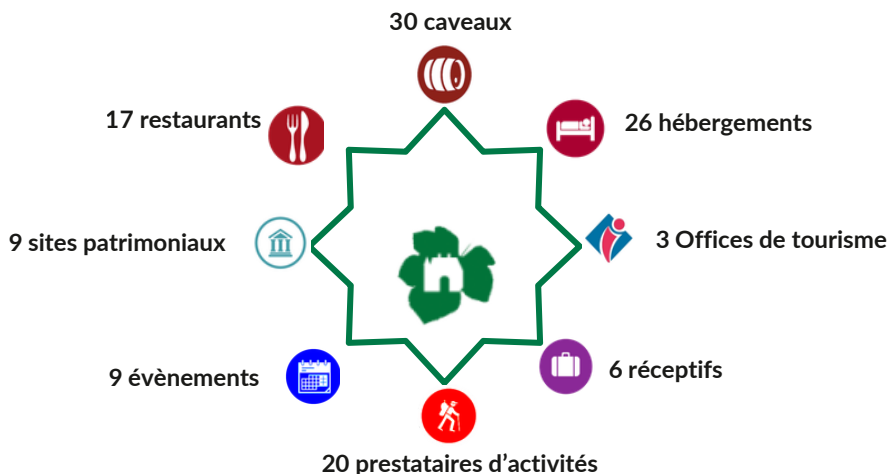 30 caveaux
17 restaurants
26 hébergements
9 sites patrimoniaux
3 Offices de tourisme
9 évènements
6 réceptifs
20 prestataires d’activités